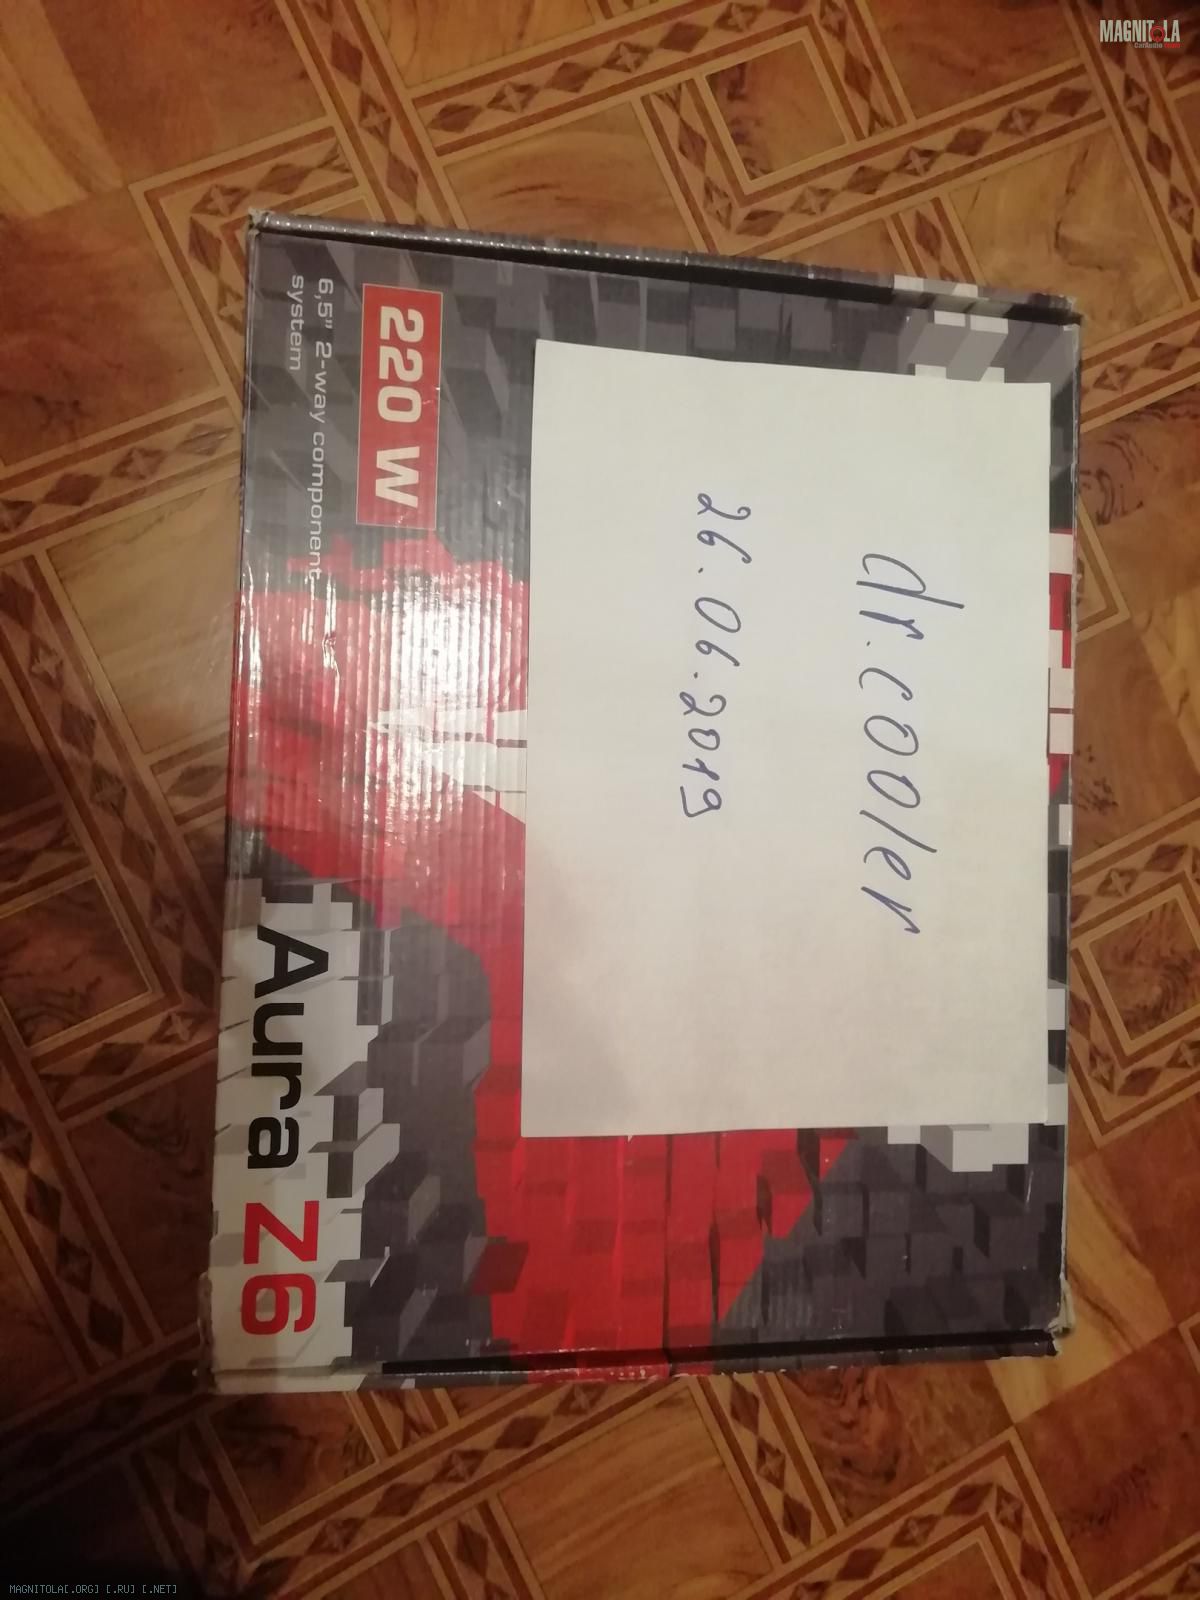 MAGNITOLA
CarAudio
dr.cooler
26.06.2019
220 W
6,5" 2-way component
system
Aura Z6
MAGNITOLA[.ORG] [.RU] [.NET]